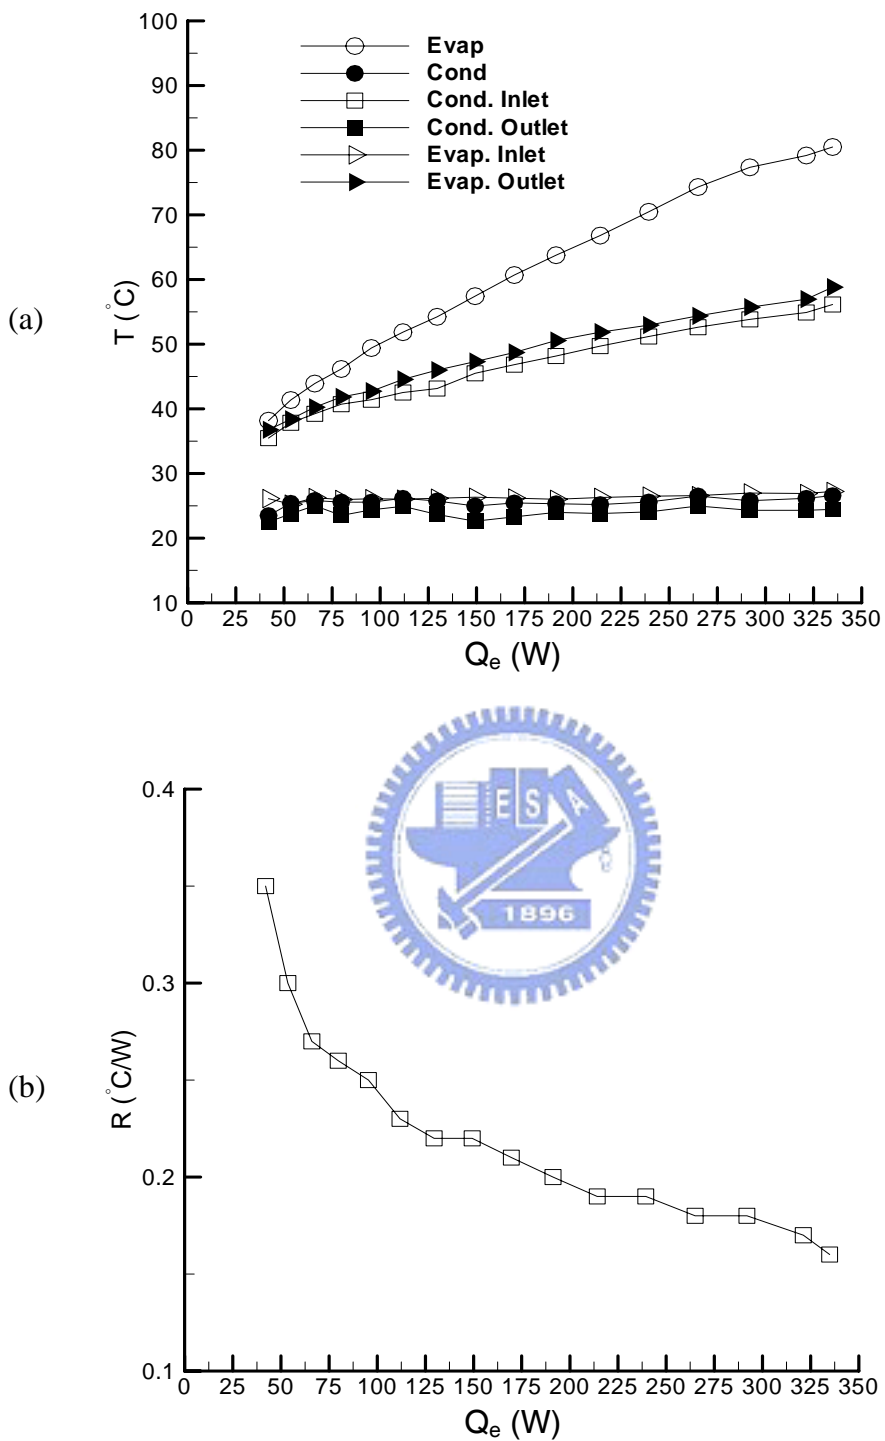 (a)
T (°C)
100
90
80
70
60
50
40
30
20
10
Evap
Cond
Cond. Inlet
Cond. Outlet
Evap. Inlet
Evap. Outlet
0 25 50 75 100 125 150 175 200 225 250 275 300 325 350
Qₑ (W)
E S A
1896
(b)
R (°C/W)
0.4
0.3
0.2
0.1
0 25 50 75 100 125 150 175 200 225 250 275 300 325 350
Qₑ (W)